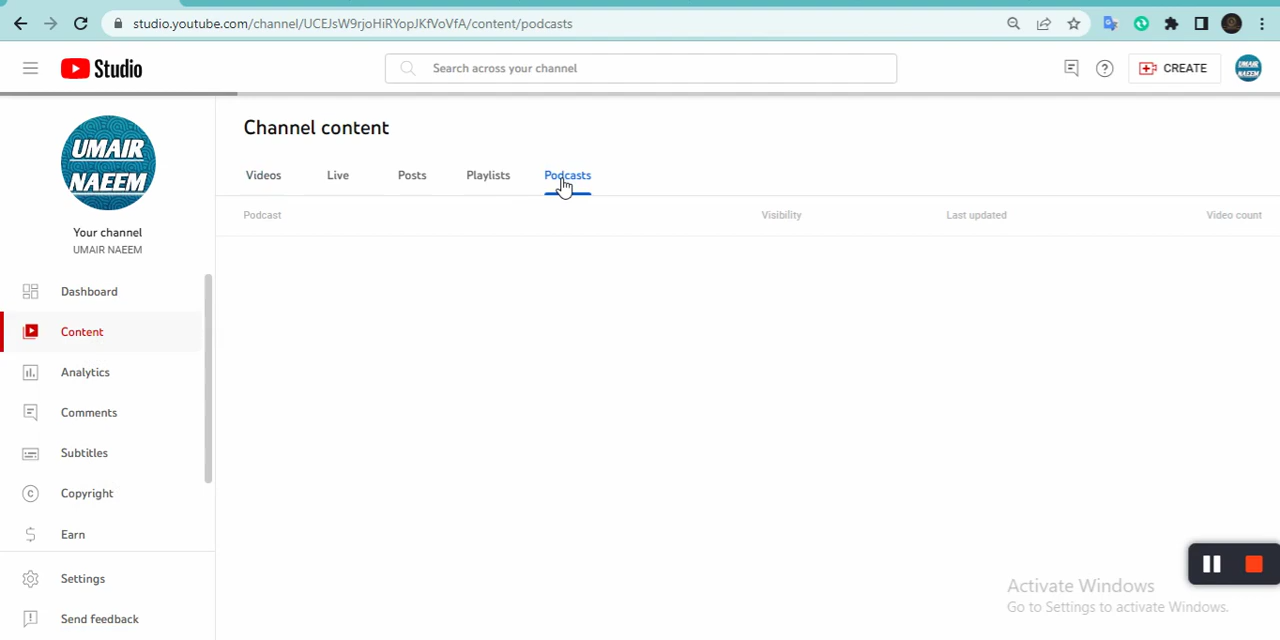 studio.youtube.com/channel/UCEJsW9rjoHiRYopJKfVoVfA/content/podcasts
Studio
Search across your channel
CREATE
UMAIR
NAEEM
UMAIR
NAEEM
Your channel
UMAIR NAEEM
Dashboard
Content
Analytics
Comments
Subtitles
Copyright
Earn
Settings
Send feedback
Channel content
Videos Live Posts Playlists Podcasts
Podcast Visibility Last updated Video count
Activate Windows
Go to Settings to activate Windows.